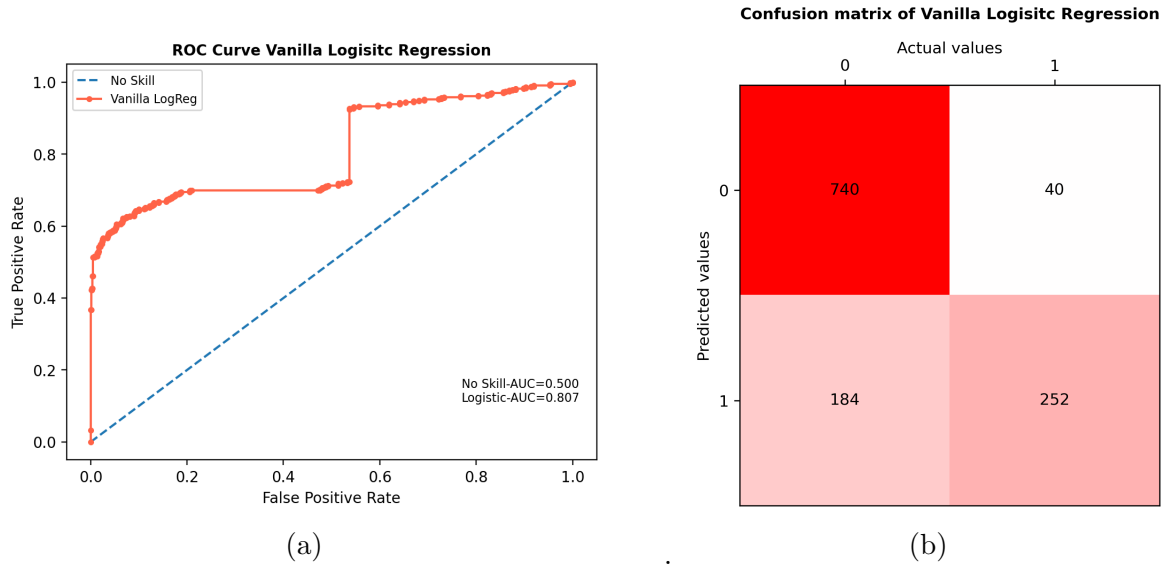 ROC Curve Vanilla Logisitc Regression
No Skill
Vanilla LogReg
True Positive Rate
1.0
0.8
0.6
0.4
0.2
0.0
No Skill-AUC=0.500
Logistic-AUC=0.807
0.0 0.2 0.4 0.6 0.8 1.0
False Positive Rate
(a)
.
Confusion matrix of Vanilla Logisitc Regression
Actual values
0 1
Predicted values
0 740 40
1 184 252
(b)